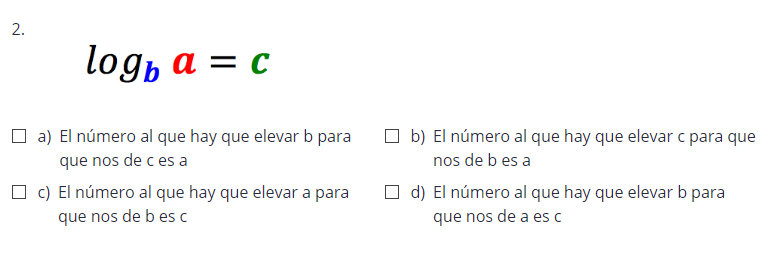 2.
log_b a = c
a) El número al que hay que elevar b para
que nos de c es a
b) El número al que hay que elevar c para que
nos de b es a
c) El número al que hay que elevar a para
que nos de b es c
d) El número al que hay que elevar b para
que nos de a es c